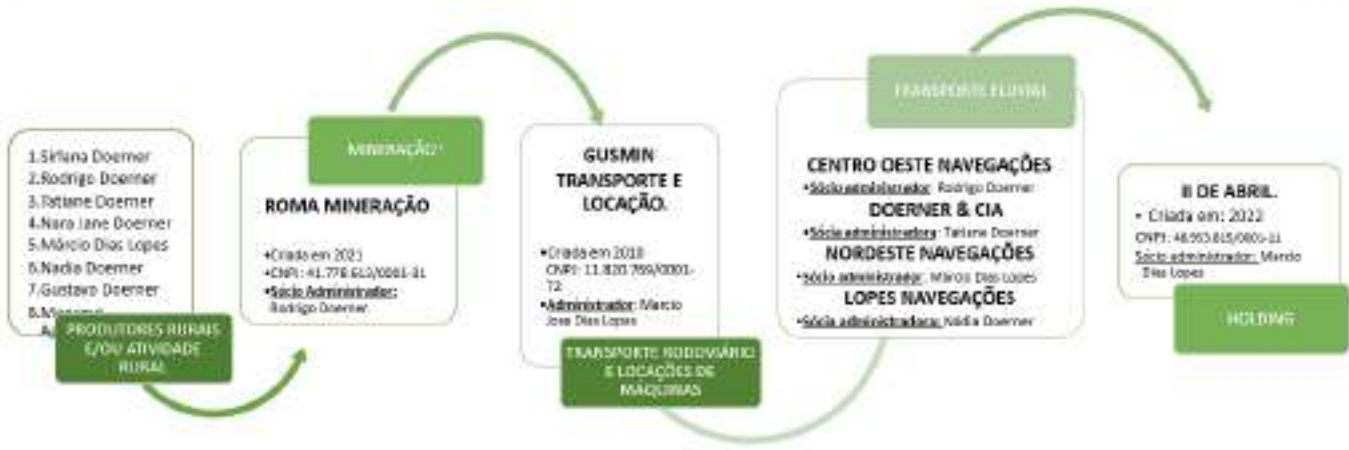 1.Sirlana Doerner
2.Rodrigo Doerner
3.Tatiane Doerner
4.Nara Jane Doerner
5.Márcio Dias Lopes
6.Nadia Doerner
7.Gustavo Doerner
8.
PRODUTORES RURAIS
E/OU ATIVIDADE
RURAL
MINERAÇÃO
ROMA MINERAÇÃO
•Criada em 2021
•CNPJ: 41.778.613/0001-31
•Sócio Administrador:
Rodrigo Doerner
GUSMIN
TRANSPORTE E
LOCAÇÃO.
•Criada em 2010
CNPJ: 11.820.769/0001-
72
•Administrador: Marcio
Jose Dias Lopes
TRANSPORTE RODOVIÁRIO
E LOCAÇÕES DE
MÁQUINAS
TRANSPORTE FLUVIAL
CENTRO OESTE NAVEGAÇÕES
•Sócio administrador: Rodrigo Doerner
DOERNER & CIA
•Sócia administradora: Tatiane Doerner
NORDESTE NAVEGAÇÕES
•Sócio administrador: Márcio Dias Lopes
LOPES NAVEGAÇÕES
•Sócia administradora: Nádia Doerner
II DE ABRIL.
• Criada em: 2022
CNPJ:
Sócio administrador: Marcio
Dias Lopes
HOLDING